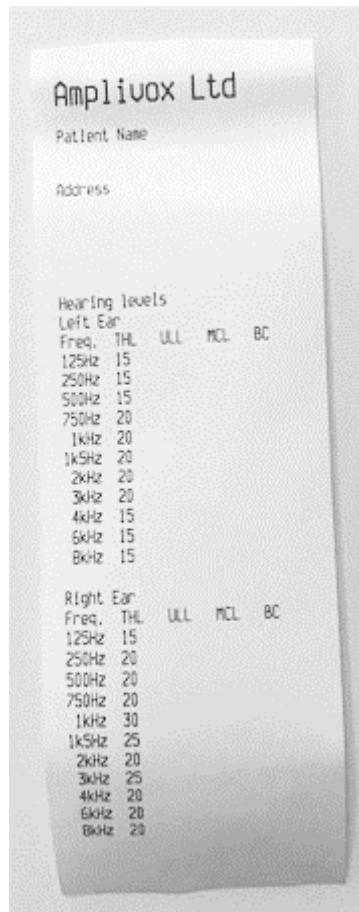 Amplivox Ltd
Patient Name
Address
Hearing levels
Left Ear
Freq. THL ULL MCL BC
125Hz 15
250Hz 15
500Hz 15
750Hz 20
1kHz 20
1k5Hz 20
2kHz 20
3kHz 20
4kHz 15
6kHz 15
8kHz 15
Right Ear
Freq. THL ULL MCL BC
125Hz 15
250Hz 20
500Hz 20
750Hz 20
1kHz 30
1k5Hz 25
2kHz 20
3kHz 25
4kHz 20
6kHz 20
8kHz 20